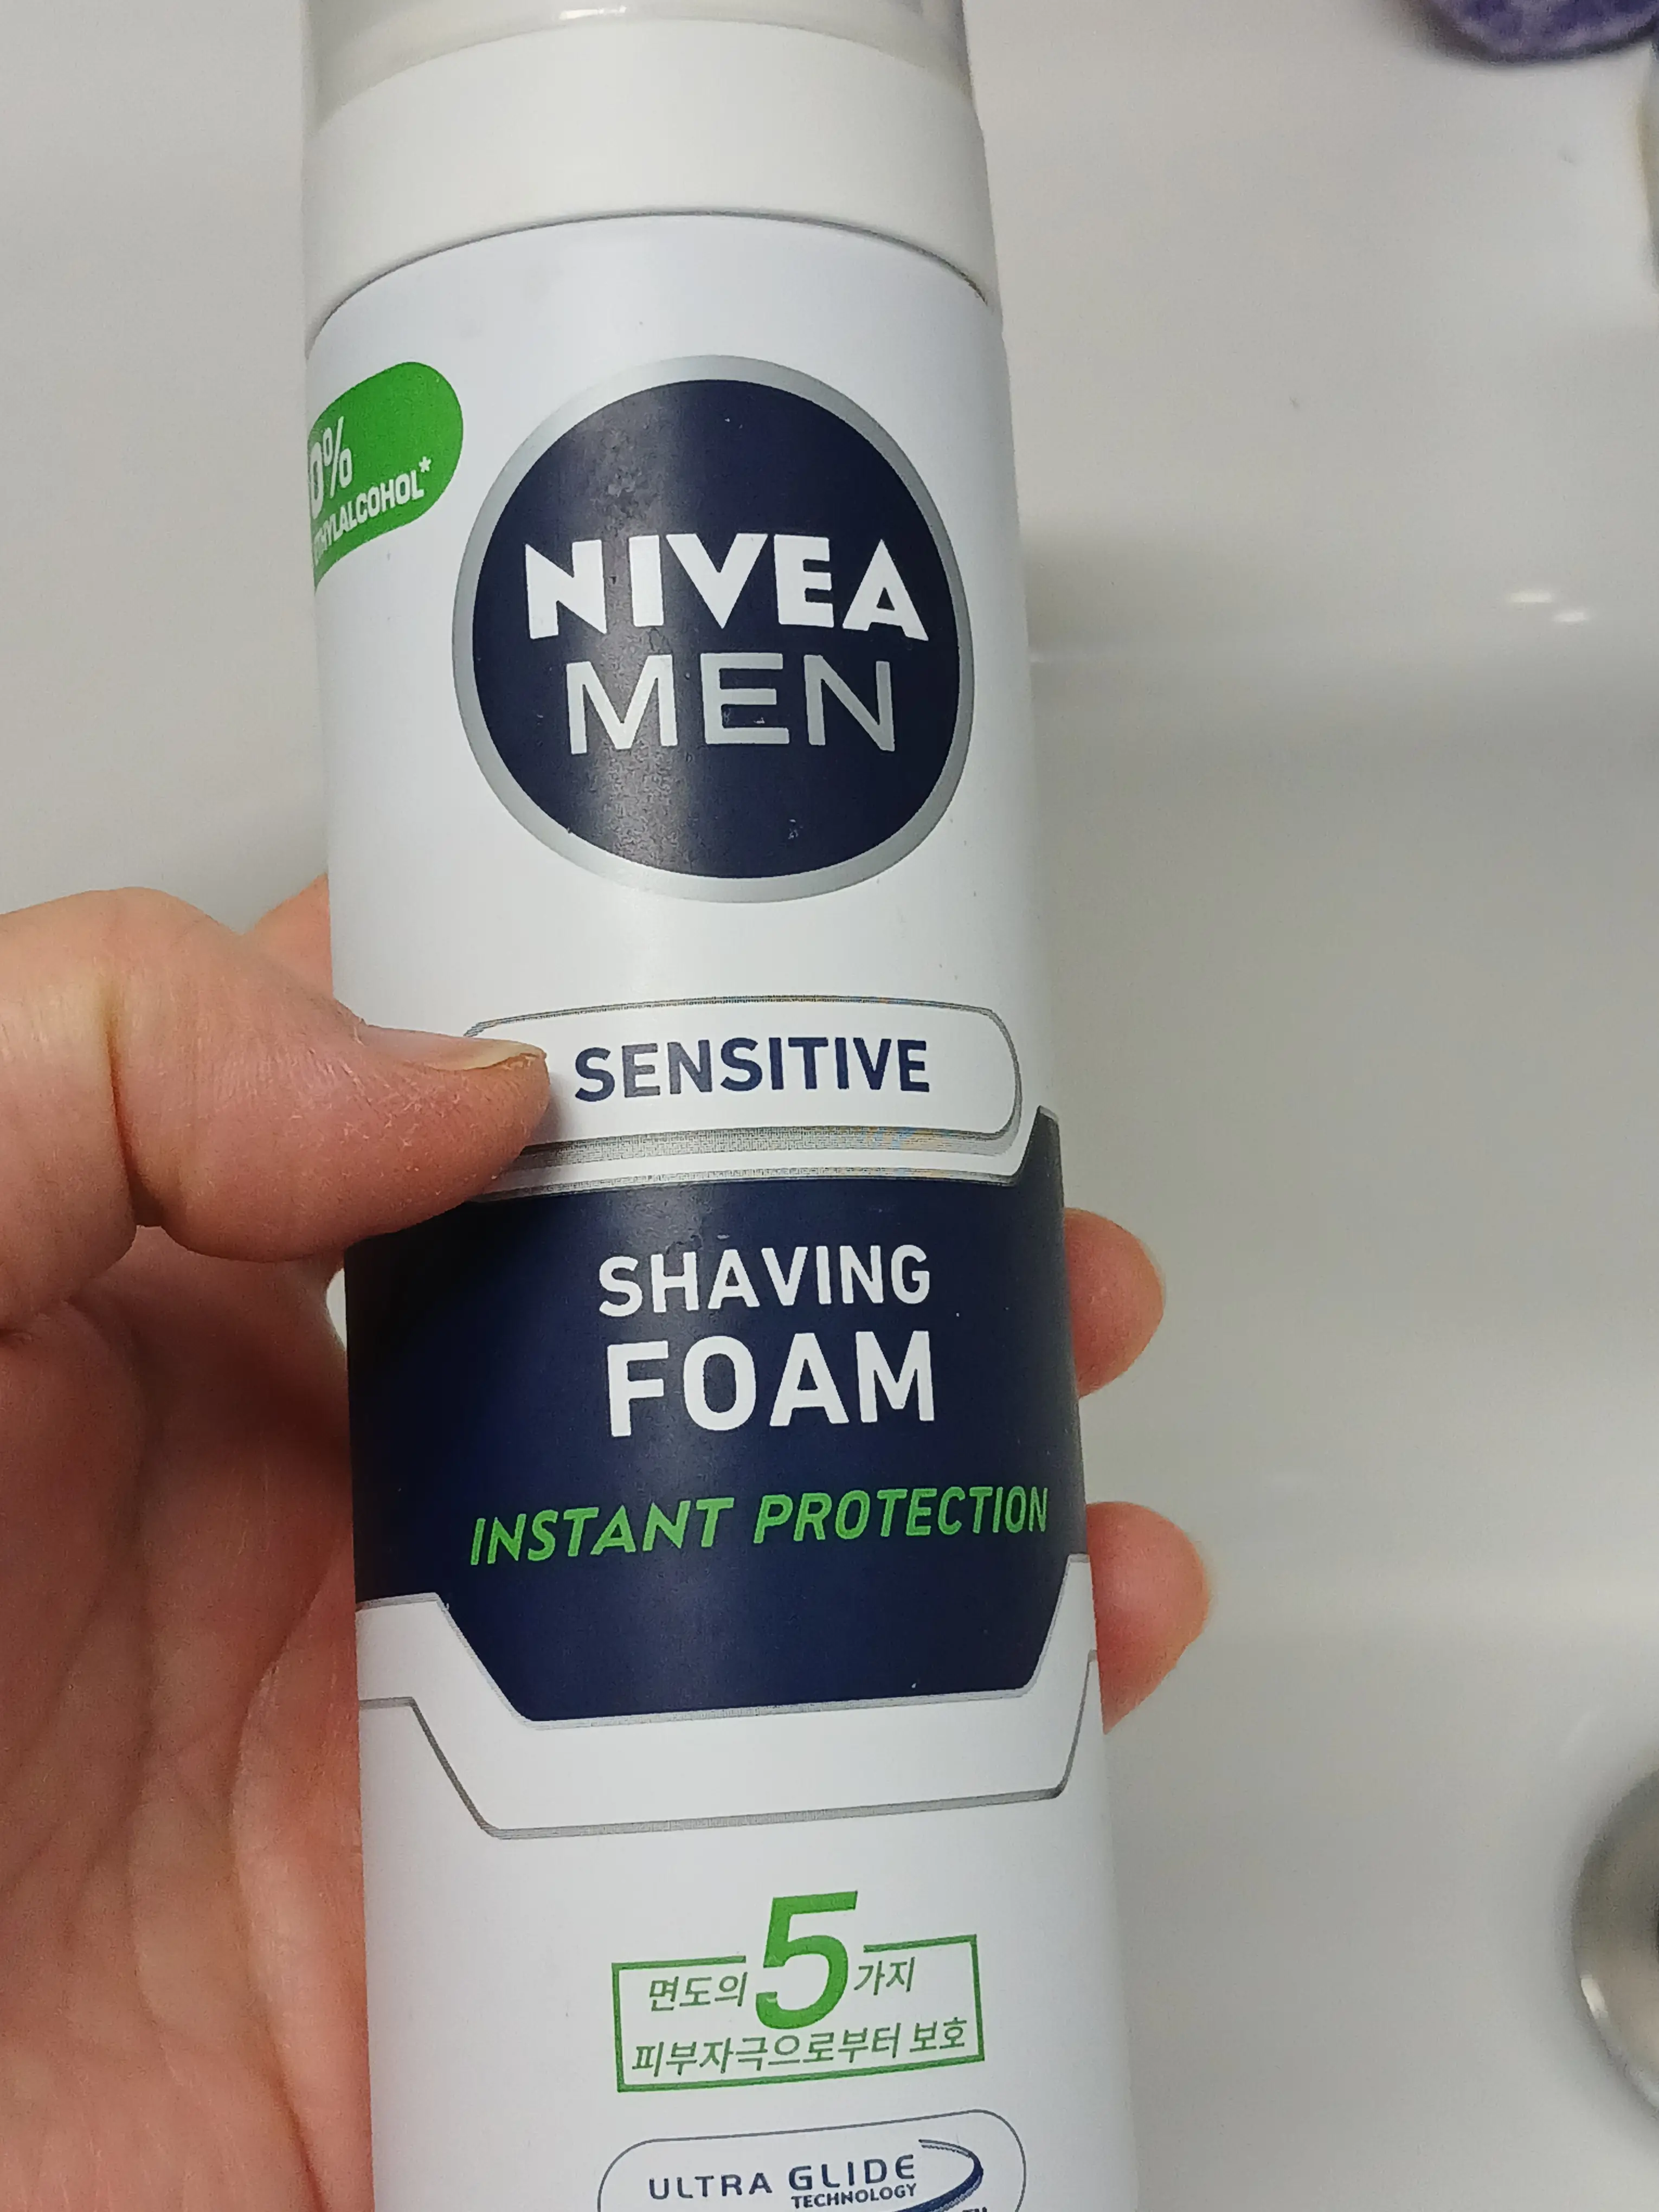 0%
ALCOHOL*
NIVEA
MEN
SENSITIVE
SHAVING
FOAM
INSTANT PROTECTION
면도의 5가지
피부자극으로부터 보호
ULTRA GLIDE
TECHNOLOGY